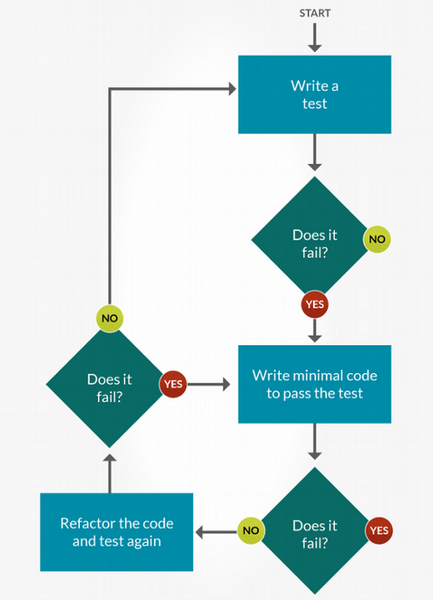 START
Write a
test
Does it
fail?
NO
YES
Write minimal code
to pass the test
Does it
fail?
YES
NO
Refactor the code
and test again
Does it
fail?
YES
NO